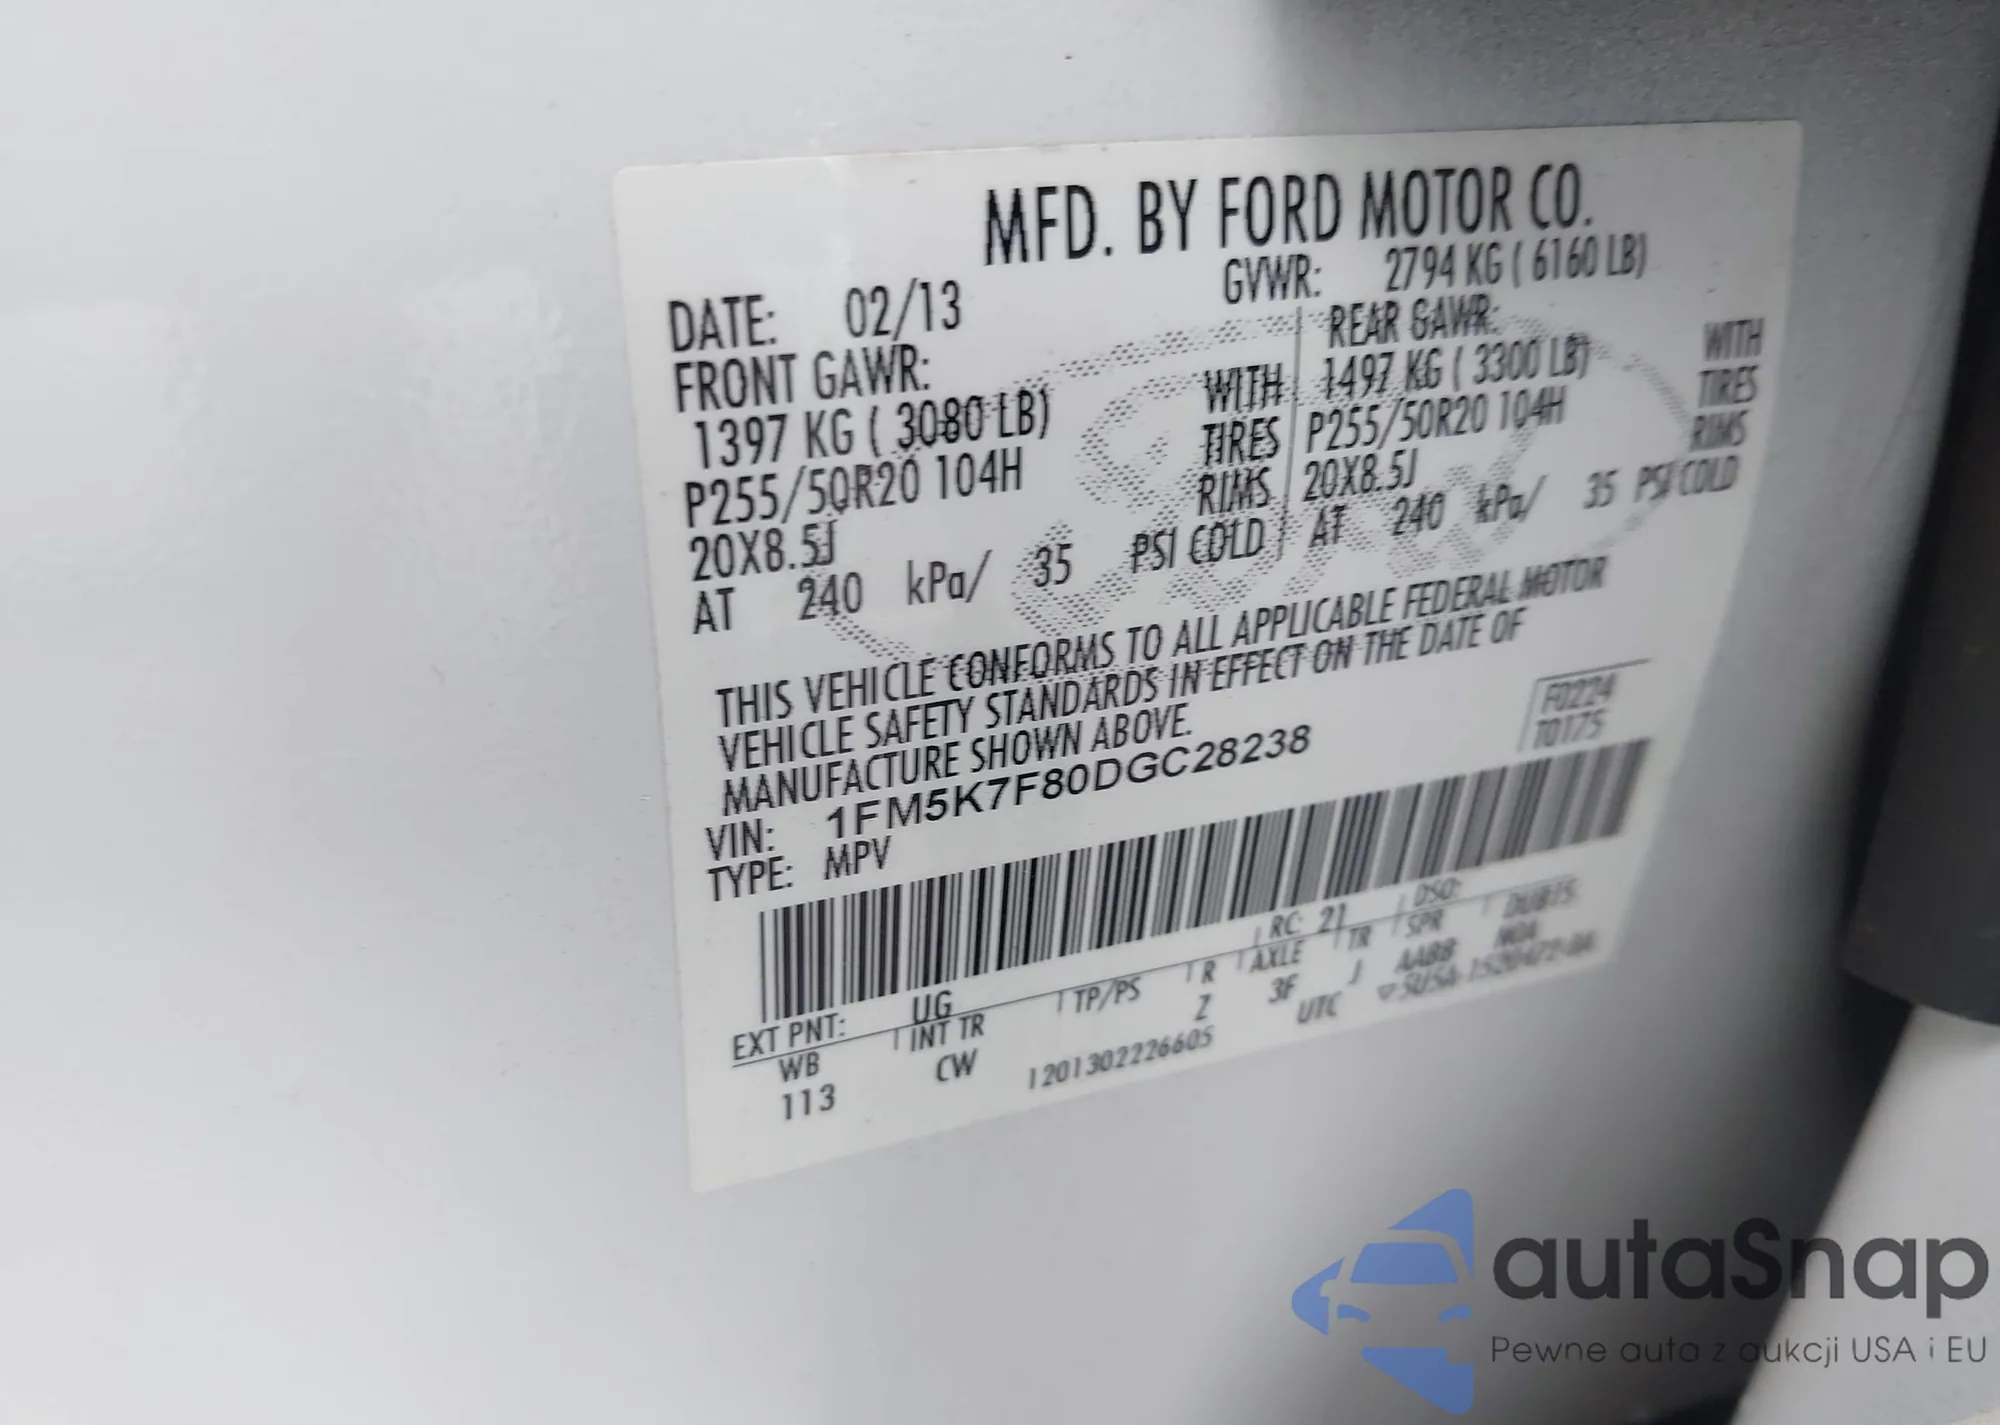 MFD. BY FORD MOTOR CO.
DATE: 02/13 GVWR: 2794 KG ( 6160 LB)
FRONT GAWR: REAR GAWR:
1397 KG ( 3080 LB) WITH 1497 KG ( 3300 LB) WITH
P255/50R20 104H TIRES P255/50R20 104H TIRES
20X8.5J RIMS 20X8.5J RIMS
AT 240 kPa/ 35 PSI COLD AT 240 kPa/ 35 PSI COLD
THIS VEHICLE CONFORMS TO ALL APPLICABLE FEDERAL MOTOR
VEHICLE SAFETY STANDARDS IN EFFECT ON THE DATE OF
MANUFACTURE SHOWN ABOVE.
F0224
T0175
VIN: 1FM5K7F80DGC28238
TYPE: MPV
EXT PNT: UG RC: 21 DSO:
WB INT TR TP/PS R AXLE TR SPR
113 CW Z 3F J AABB
1201302226605 UTC
autaSnap
Pewne auta z aukcji USA i EU